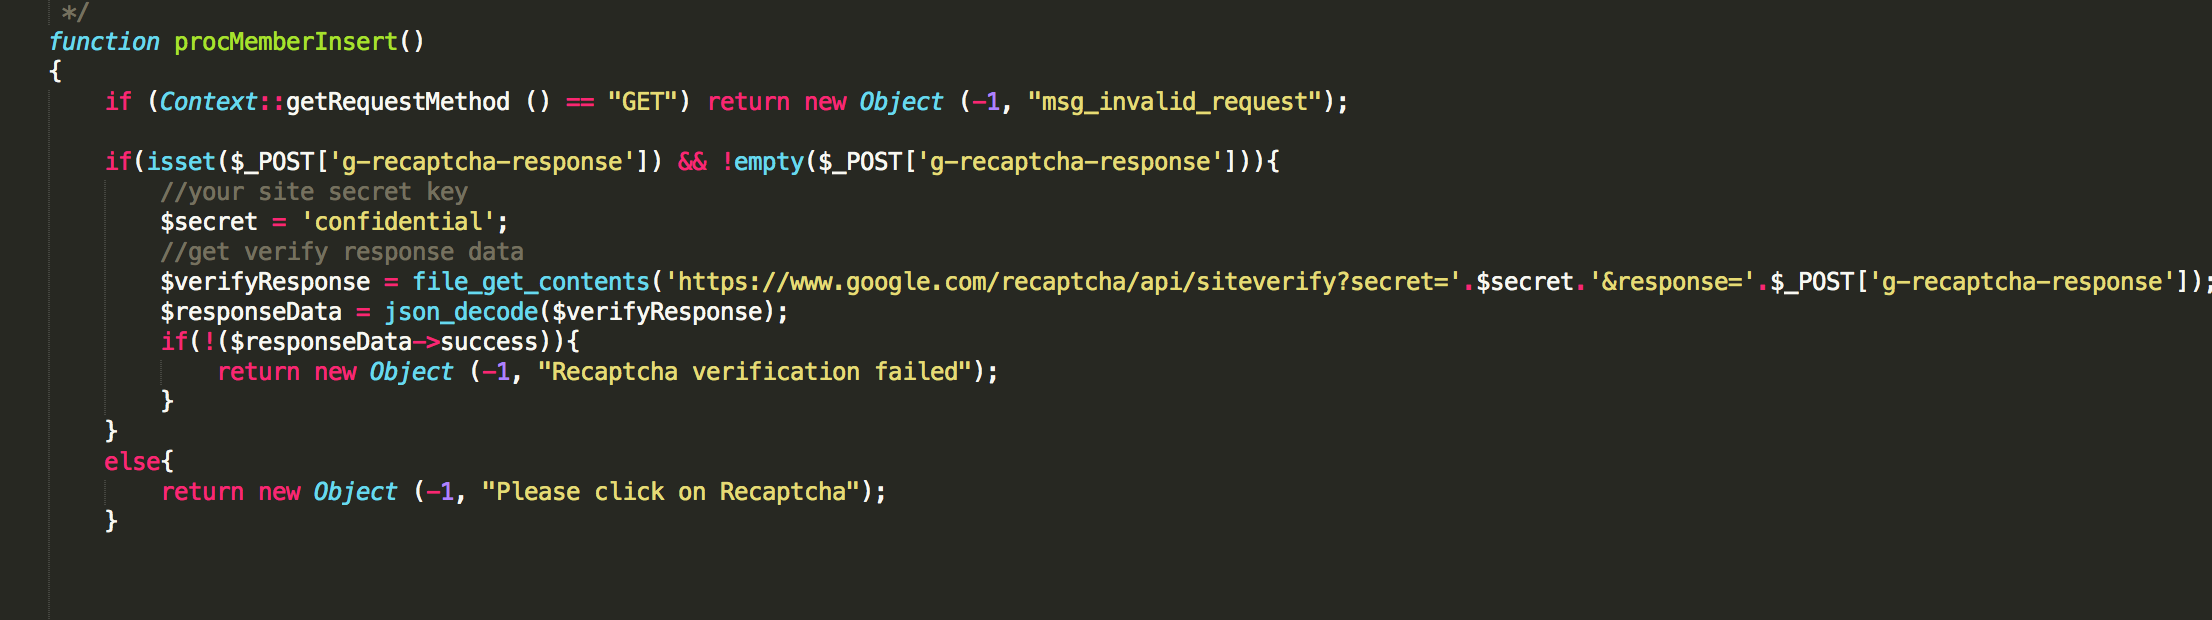 */
function procMemberInsert()
{
if (Context::getRequestMethod () == "GET") return new Object (-1, "msg_invalid_request");
if(isset($_POST['g-recaptcha-response']) && !empty($_POST['g-recaptcha-response'])){
//your site secret key
$secret = 'confidential';
//get verify response data
$verifyResponse = file_get_contents('https://www.google.com/recaptcha/api/siteverify?secret='.$secret.'&response='.$_POST['g-recaptcha-response']);
$responseData = json_decode($verifyResponse);
if(!($responseData->success)){
return new Object (-1, "Recaptcha verification failed");
}
}
else{
return new Object (-1, "Please click on Recaptcha");
}